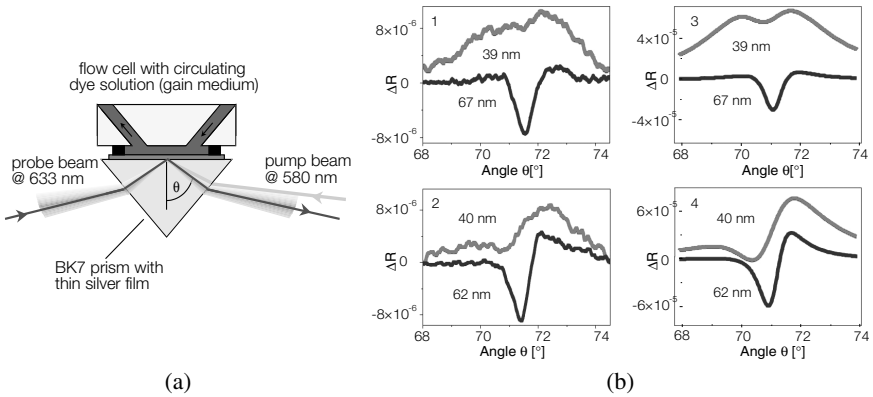 flow cell with circulating
dye solution (gain medium)
probe beam
@ 633 nm
pump beam
@ 580 nm
θ
BK7 prism with
thin silver film
(a)
1
8×10⁻⁶
0
-8×10⁻⁶
ΔR
39 nm
67 nm
68 70 72 74
Angle θ[°]
3
4×10⁻⁵
0
-4×10⁻⁵
ΔR
39 nm
67 nm
68 70 72 74
Angle θ[°]
2
8×10⁻⁶
0
-8×10⁻⁶
ΔR
40 nm
62 nm
68 70 72 74
Angle θ [°]
4
6×10⁻⁵
0
-6×10⁻⁵
ΔR
40 nm
62 nm
68 70 72 74
Angle θ [°]
(b)